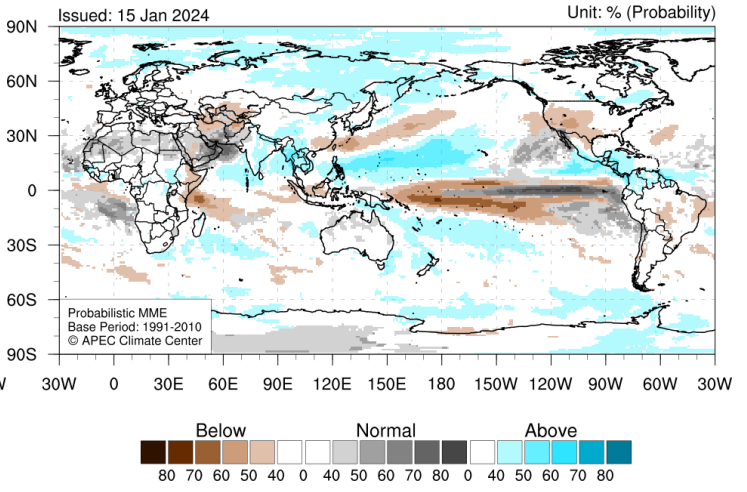 Issued: 15 Jan 2024
Unit: % (Probability)
90N
60N
30N
0
30S
60S
90S
Probabilistic MME
Base Period: 1991-2010
© APEC Climate Center
W 30W 0 30E 60E 90E 120E 150E 180 150W 120W 90W 60W 30W
Below Normal Above
80 70 60 50 40 0 40 50 60 70 80 0 40 50 60 70 80